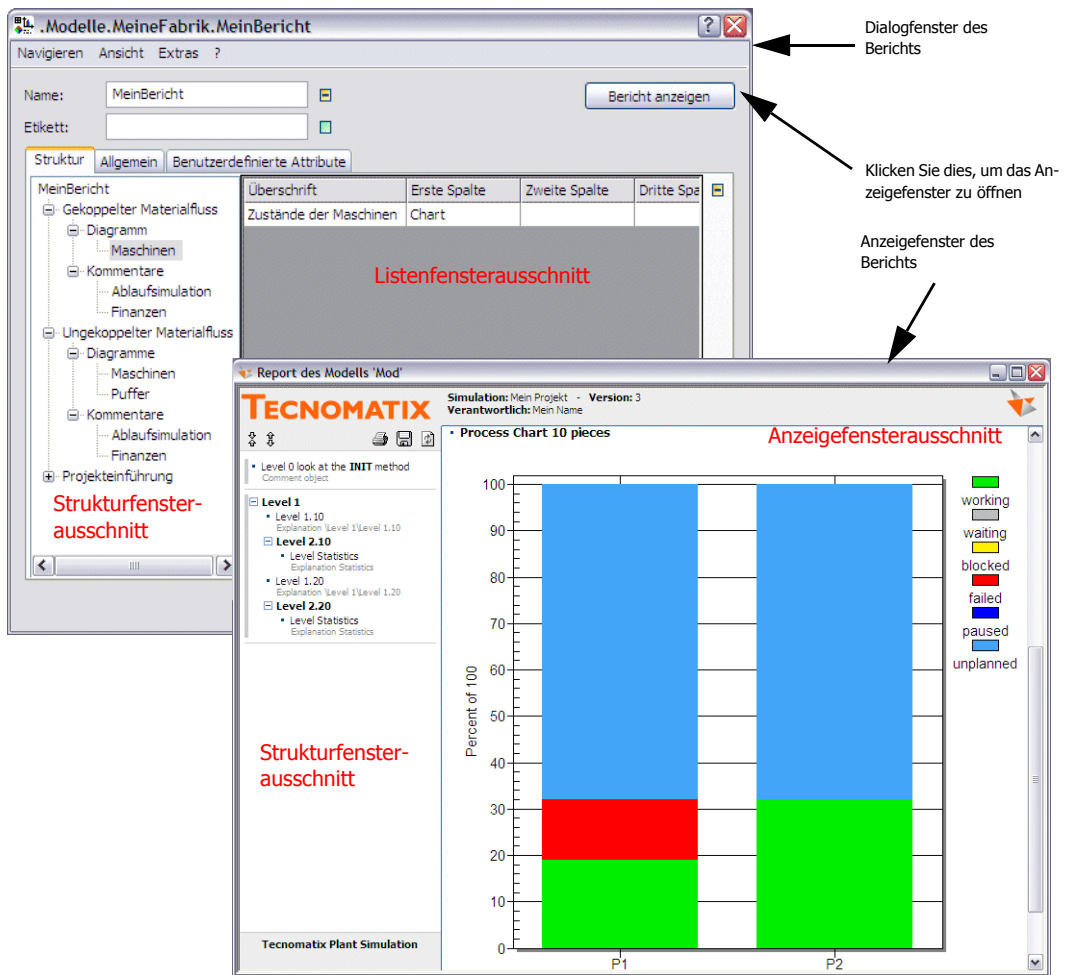 .Modelle.MeineFabrik.MeinBericht
Navigieren Ansicht Extras ?
Name: MeinBericht
Bericht anzeigen
Etikett:
Struktur Allgemein Benutzerdefinierte Attribute
MeinBericht
Gekoppelter Materialfluss
Diagramm
Maschinen
Kommentare
Ablaufsimulation
Finanzen
Ungekoppelter Materialfluss
Diagramme
Maschinen
Puffer
Kommentare
Ablaufsimulation
Finanzen
Projekteinführung
Strukturfenster-
ausschnitt
Überschrift Erste Spalte Zweite Spalte Dritte Spa
Zustände der Maschinen Chart
Listenfensterausschnitt
Dialogfenster des
Berichts
Klicken Sie dies, um das An-
zeigefenster zu öffnen
Anzeigefenster des
Berichts
Report des Modells 'Mod'
TECNOMATIX
Simulation: Mein Projekt - Version: 3
Verantwortlich: Mein Name
Level 0 look at the INIT method
Comment object
Level 1
Level 1.10
Explanation \Level 1\Level 1.10
Level 2.10
Level Statistics
Explanation Statistics
Level 1.20
Explanation \Level 1\Level 1.20
Level 2.20
Level Statistics
Explanation Statistics
Strukturfenster-
ausschnitt
Tecnomatix Plant Simulation
Process Chart 10 pieces
Anzeigefensterausschnitt
100
90
80
70
60
50
40
30
20
10
0
Percent of 100
P1 P2
working
waiting
blocked
failed
paused
unplanned